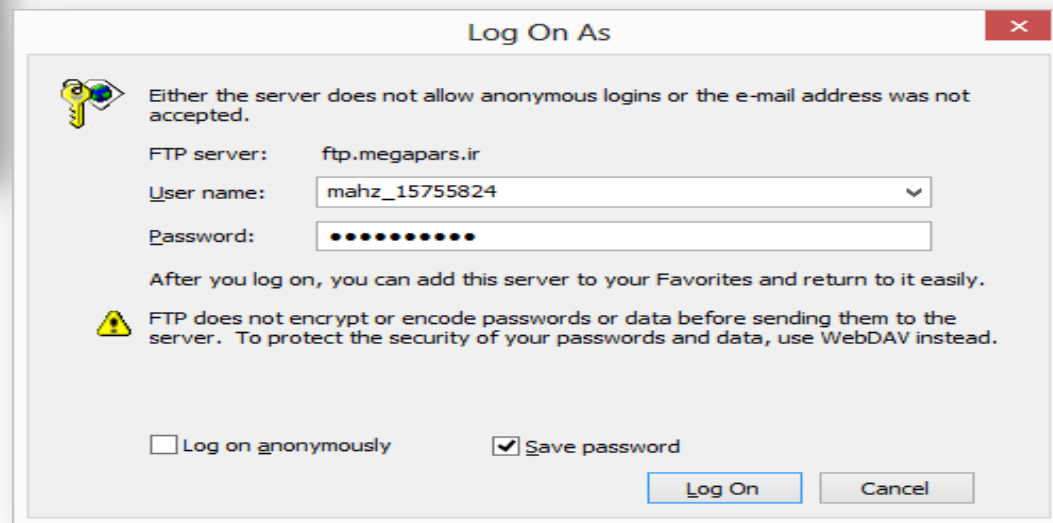 Log On As
Either the server does not allow anonymous logins or the e-mail address was not
accepted.
FTP server: ftp.megapars.ir
User name: mahz_15755824
Password: ●●●●●●●●●●
After you log on, you can add this server to your Favorites and return to it easily.
FTP does not encrypt or encode passwords or data before sending them to the
server.  To protect the security of your passwords and data, use WebDAV instead.
Log on anonymously Save password
Log On Cancel